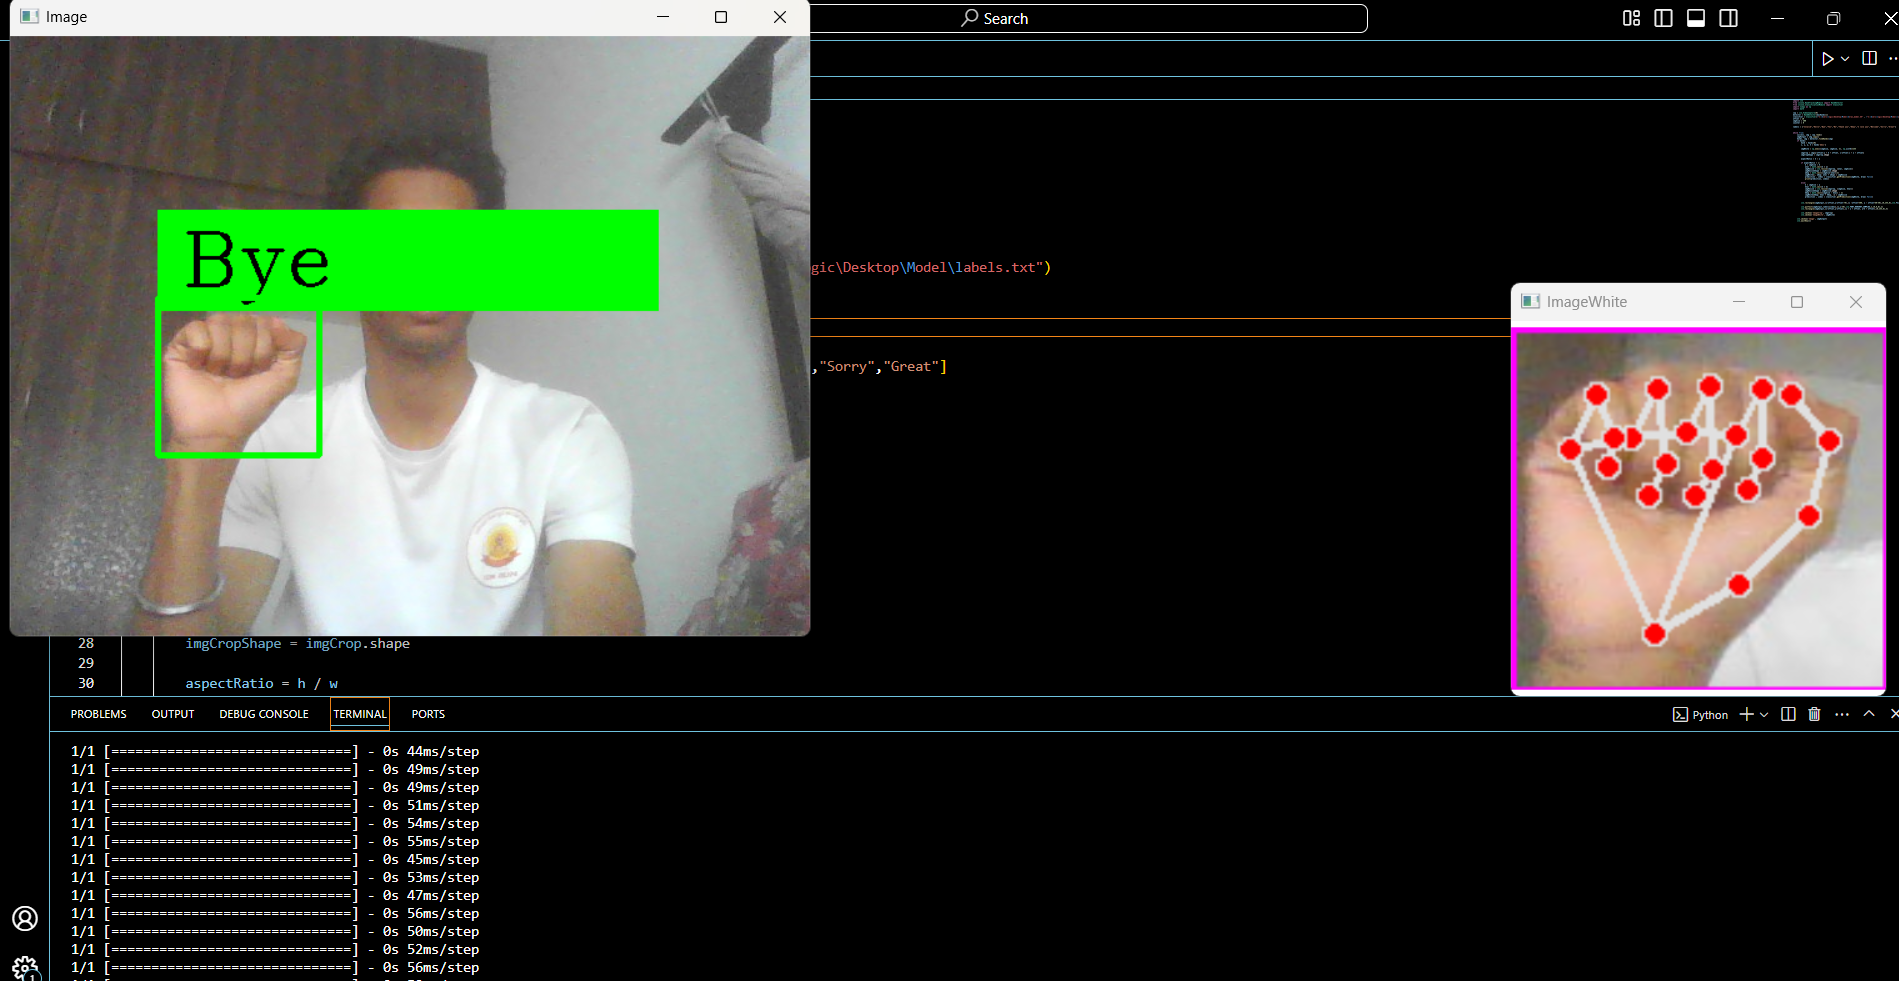 Image
Search
Bye
gic\Desktop\Model\labels.txt")
,"Sorry","Great"]
ImageWhite
28 imgCropShape = imgCrop.shape
29
30 aspectRatio = h / w
PROBLEMS OUTPUT DEBUG CONSOLE TERMINAL PORTS
Python
1/1 [==============================] - 0s 44ms/step
1/1 [==============================] - 0s 49ms/step
1/1 [==============================] - 0s 49ms/step
1/1 [==============================] - 0s 51ms/step
1/1 [==============================] - 0s 54ms/step
1/1 [==============================] - 0s 55ms/step
1/1 [==============================] - 0s 45ms/step
1/1 [==============================] - 0s 53ms/step
1/1 [==============================] - 0s 47ms/step
1/1 [==============================] - 0s 56ms/step
1/1 [==============================] - 0s 50ms/step
1/1 [==============================] - 0s 52ms/step
1/1 [==============================] - 0s 56ms/step
1